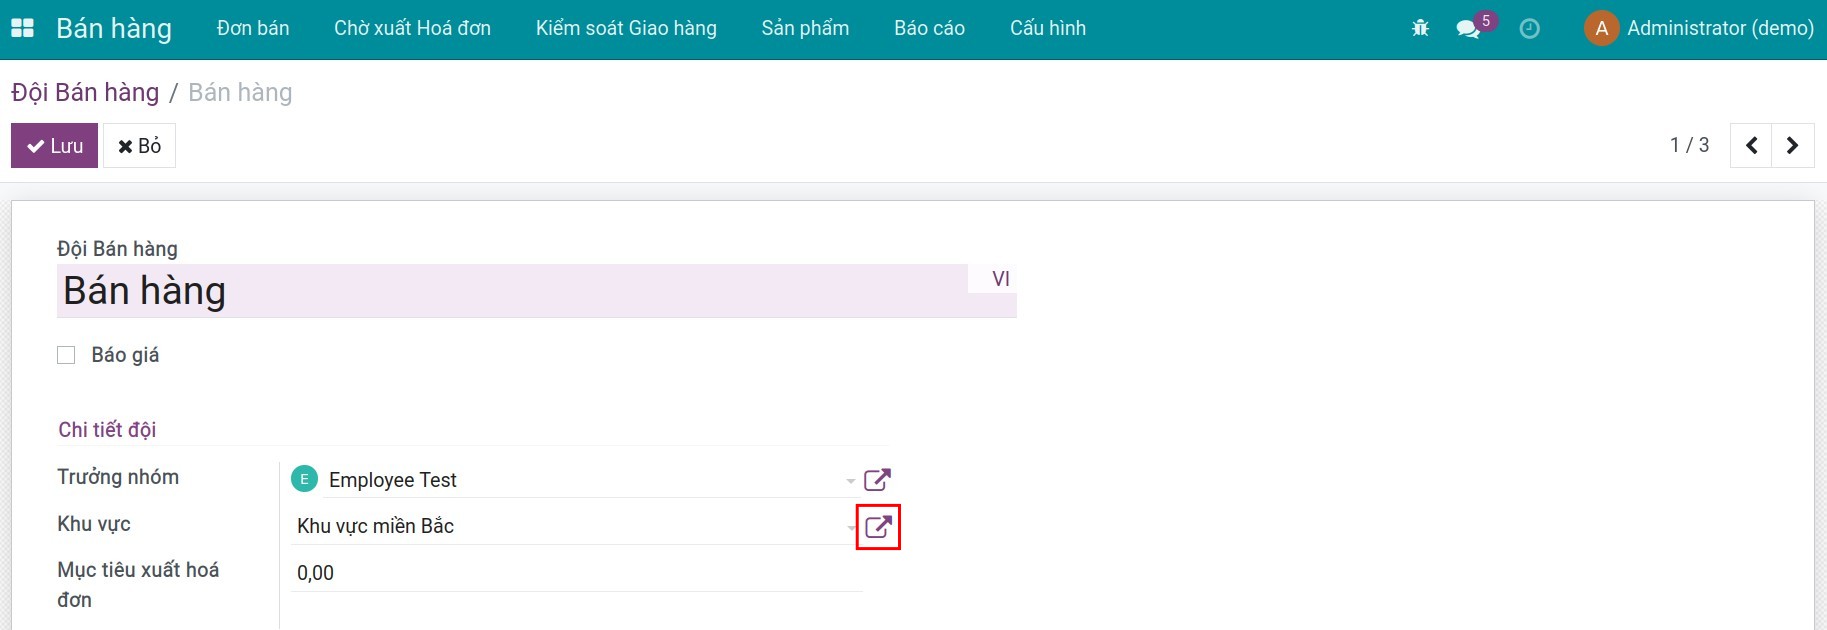 Bán hàng Đơn bán Chờ xuất Hoá đơn Kiểm soát Giao hàng Sản phẩm Báo cáo Cấu hình 5 A Administrator (demo)
Đội Bán hàng / Bán hàng
Lưu Bỏ 1 / 3
Đội Bán hàng
Bán hàng VI
Báo giá
Chi tiết đội
Trưởng nhóm E Employee Test
Khu vực Khu vực miền Bắc
Mục tiêu xuất hoá 0,00
đơn